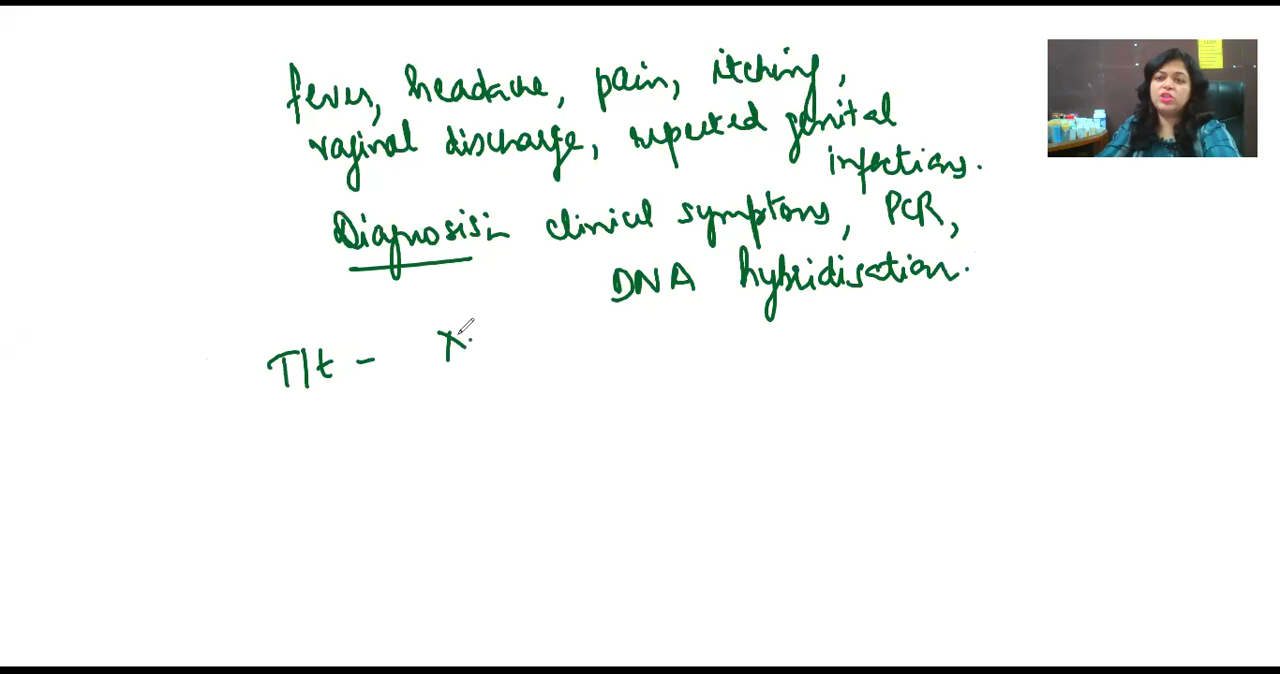 fever, headache, pain, itching,
vaginal discharge, repeated genital
infections.
Diagnosis:- clinical symptoms, PCR,
DNA hybridisation.
T/t - X